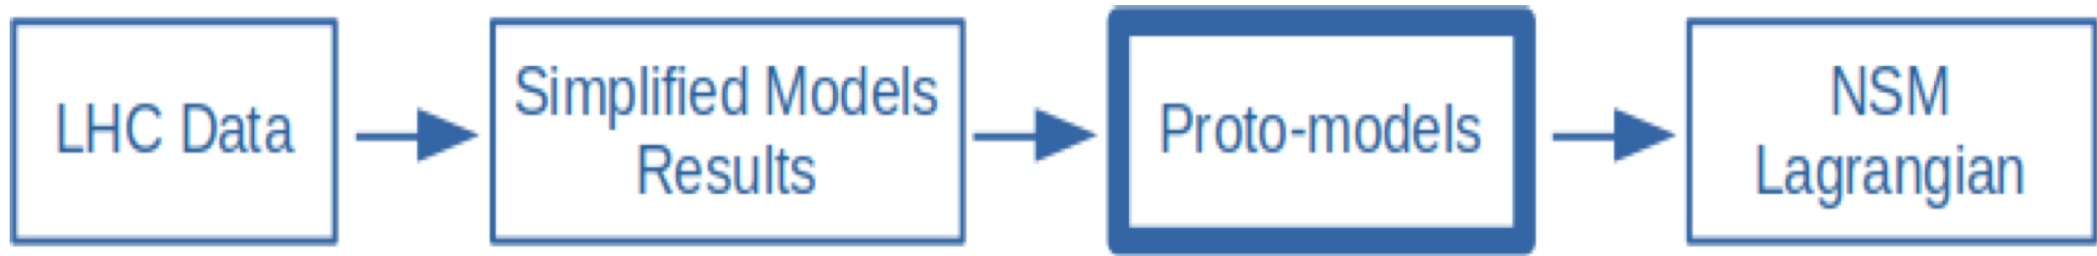 LHC Data
Simplified Models
Results
Proto-models
NSM
Lagrangian